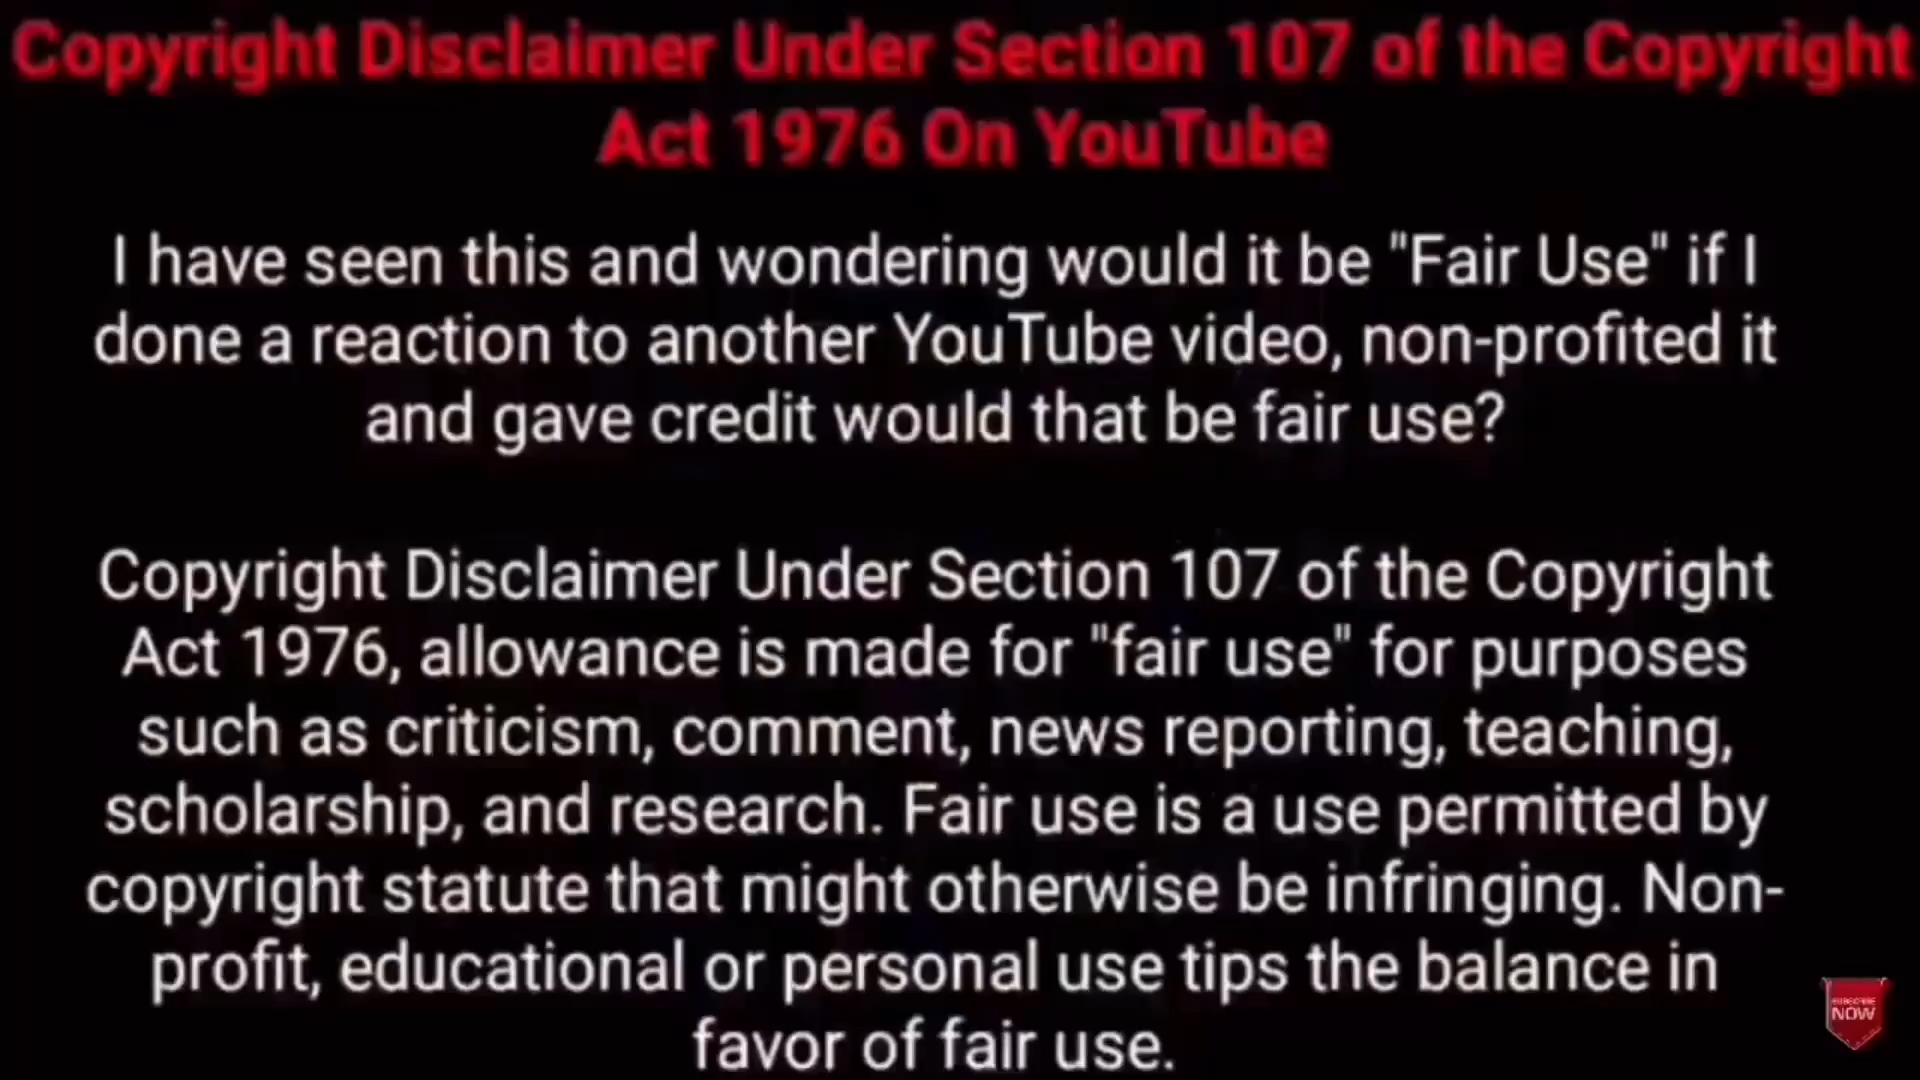 Copyright Disclaimer Under Section 107 of the Copyright
Act 1976 On YouTube
I have seen this and wondering would it be "Fair Use" if I
done a reaction to another YouTube video, non-profited it
and gave credit would that be fair use?
Copyright Disclaimer Under Section 107 of the Copyright
Act 1976, allowance is made for "fair use" for purposes
such as criticism, comment, news reporting, teaching,
scholarship, and research. Fair use is a use permitted by
copyright statute that might otherwise be infringing. Non-
profit, educational or personal use tips the balance in
favor of fair use.
SUBSCRIBE
NOW